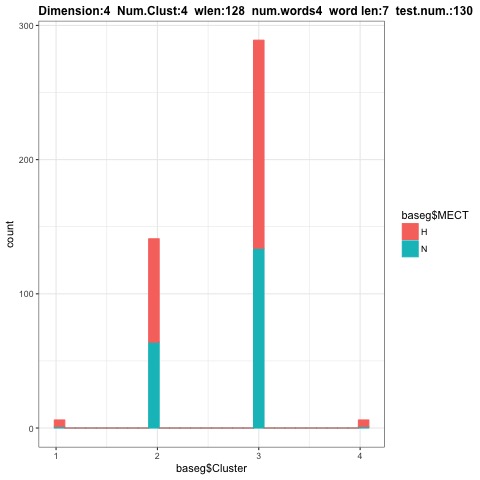 Dimension:4  Num.Clust:4  wlen:128  num.words4  word len:7  test.num.:130
300
200
100
0
count
1 2 3 4
baseg$Cluster
baseg$MECT
H
N